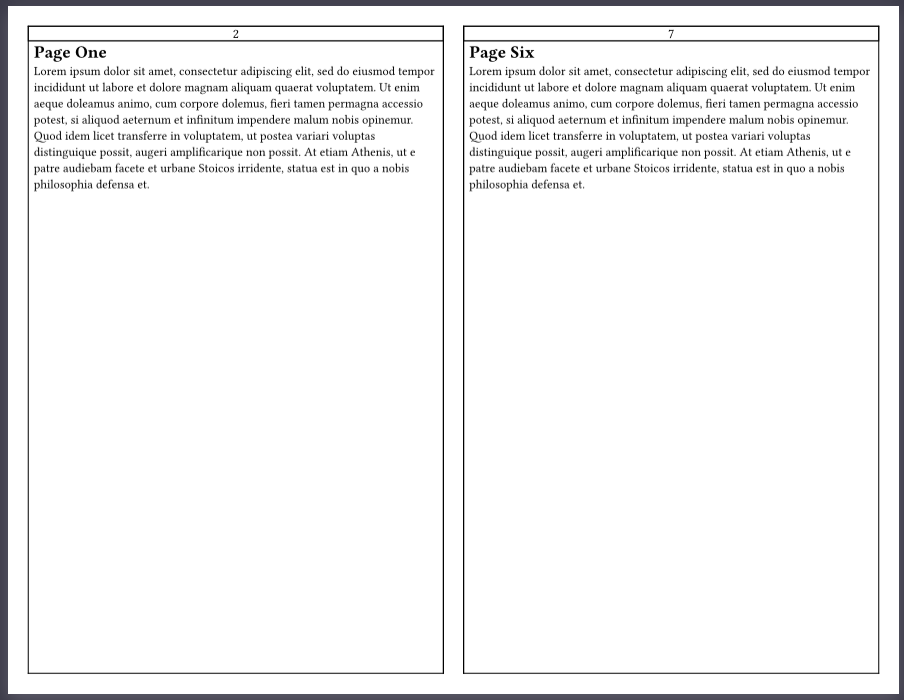 2
Page One
Lorem ipsum dolor sit amet, consectetur adipiscing elit, sed do eiusmod tempor
incididunt ut labore et dolore magnam aliquam quaerat voluptatem. Ut enim
aeque doleamus animo, cum corpore dolemus, fieri tamen permagna accessio
potest, si aliquod aeternum et infinitum impendere malum nobis opinemur.
Quod idem licet transferre in voluptatem, ut postea variari voluptas
distinguique possit, augeri amplificarique non possit. At etiam Athenis, ut e
patre audiebam facete et urbane Stoicos irridente, statua est in quo a nobis
philosophia defensa et.
7
Page Six
Lorem ipsum dolor sit amet, consectetur adipiscing elit, sed do eiusmod tempor
incididunt ut labore et dolore magnam aliquam quaerat voluptatem. Ut enim
aeque doleamus animo, cum corpore dolemus, fieri tamen permagna accessio
potest, si aliquod aeternum et infinitum impendere malum nobis opinemur.
Quod idem licet transferre in voluptatem, ut postea variari voluptas
distinguique possit, augeri amplificarique non possit. At etiam Athenis, ut e
patre audiebam facete et urbane Stoicos irridente, statua est in quo a nobis
philosophia defensa et.